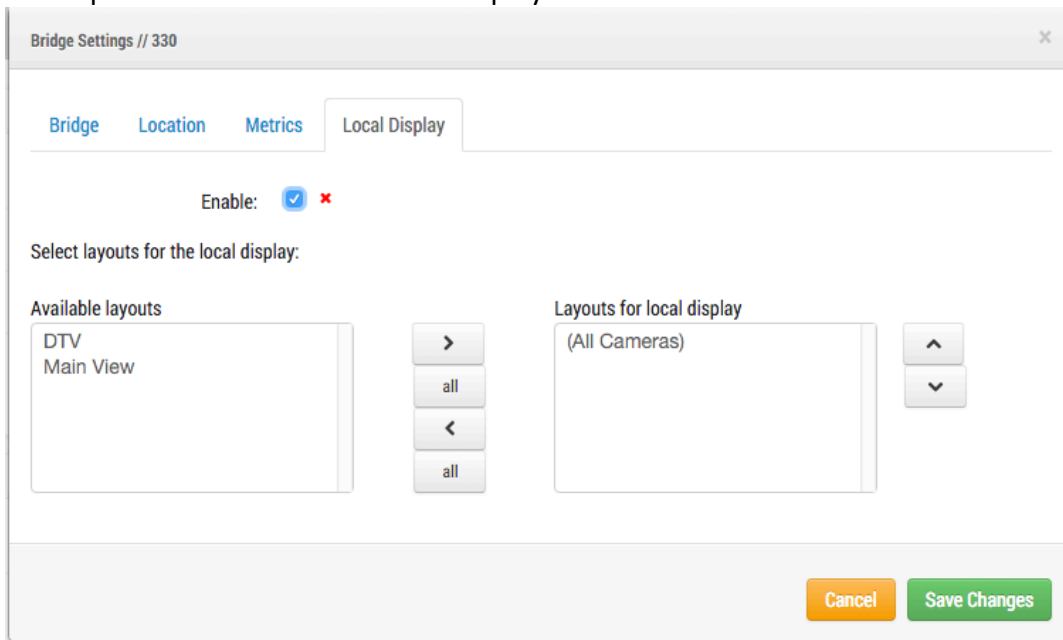 Bridge Settings // 330
×
Bridge Location Metrics Local Display
Enable:
Select layouts for the local display:
Available layouts
Layouts for local display
DTV
Main View
(All Cameras)
all
all
Cancel Save Changes